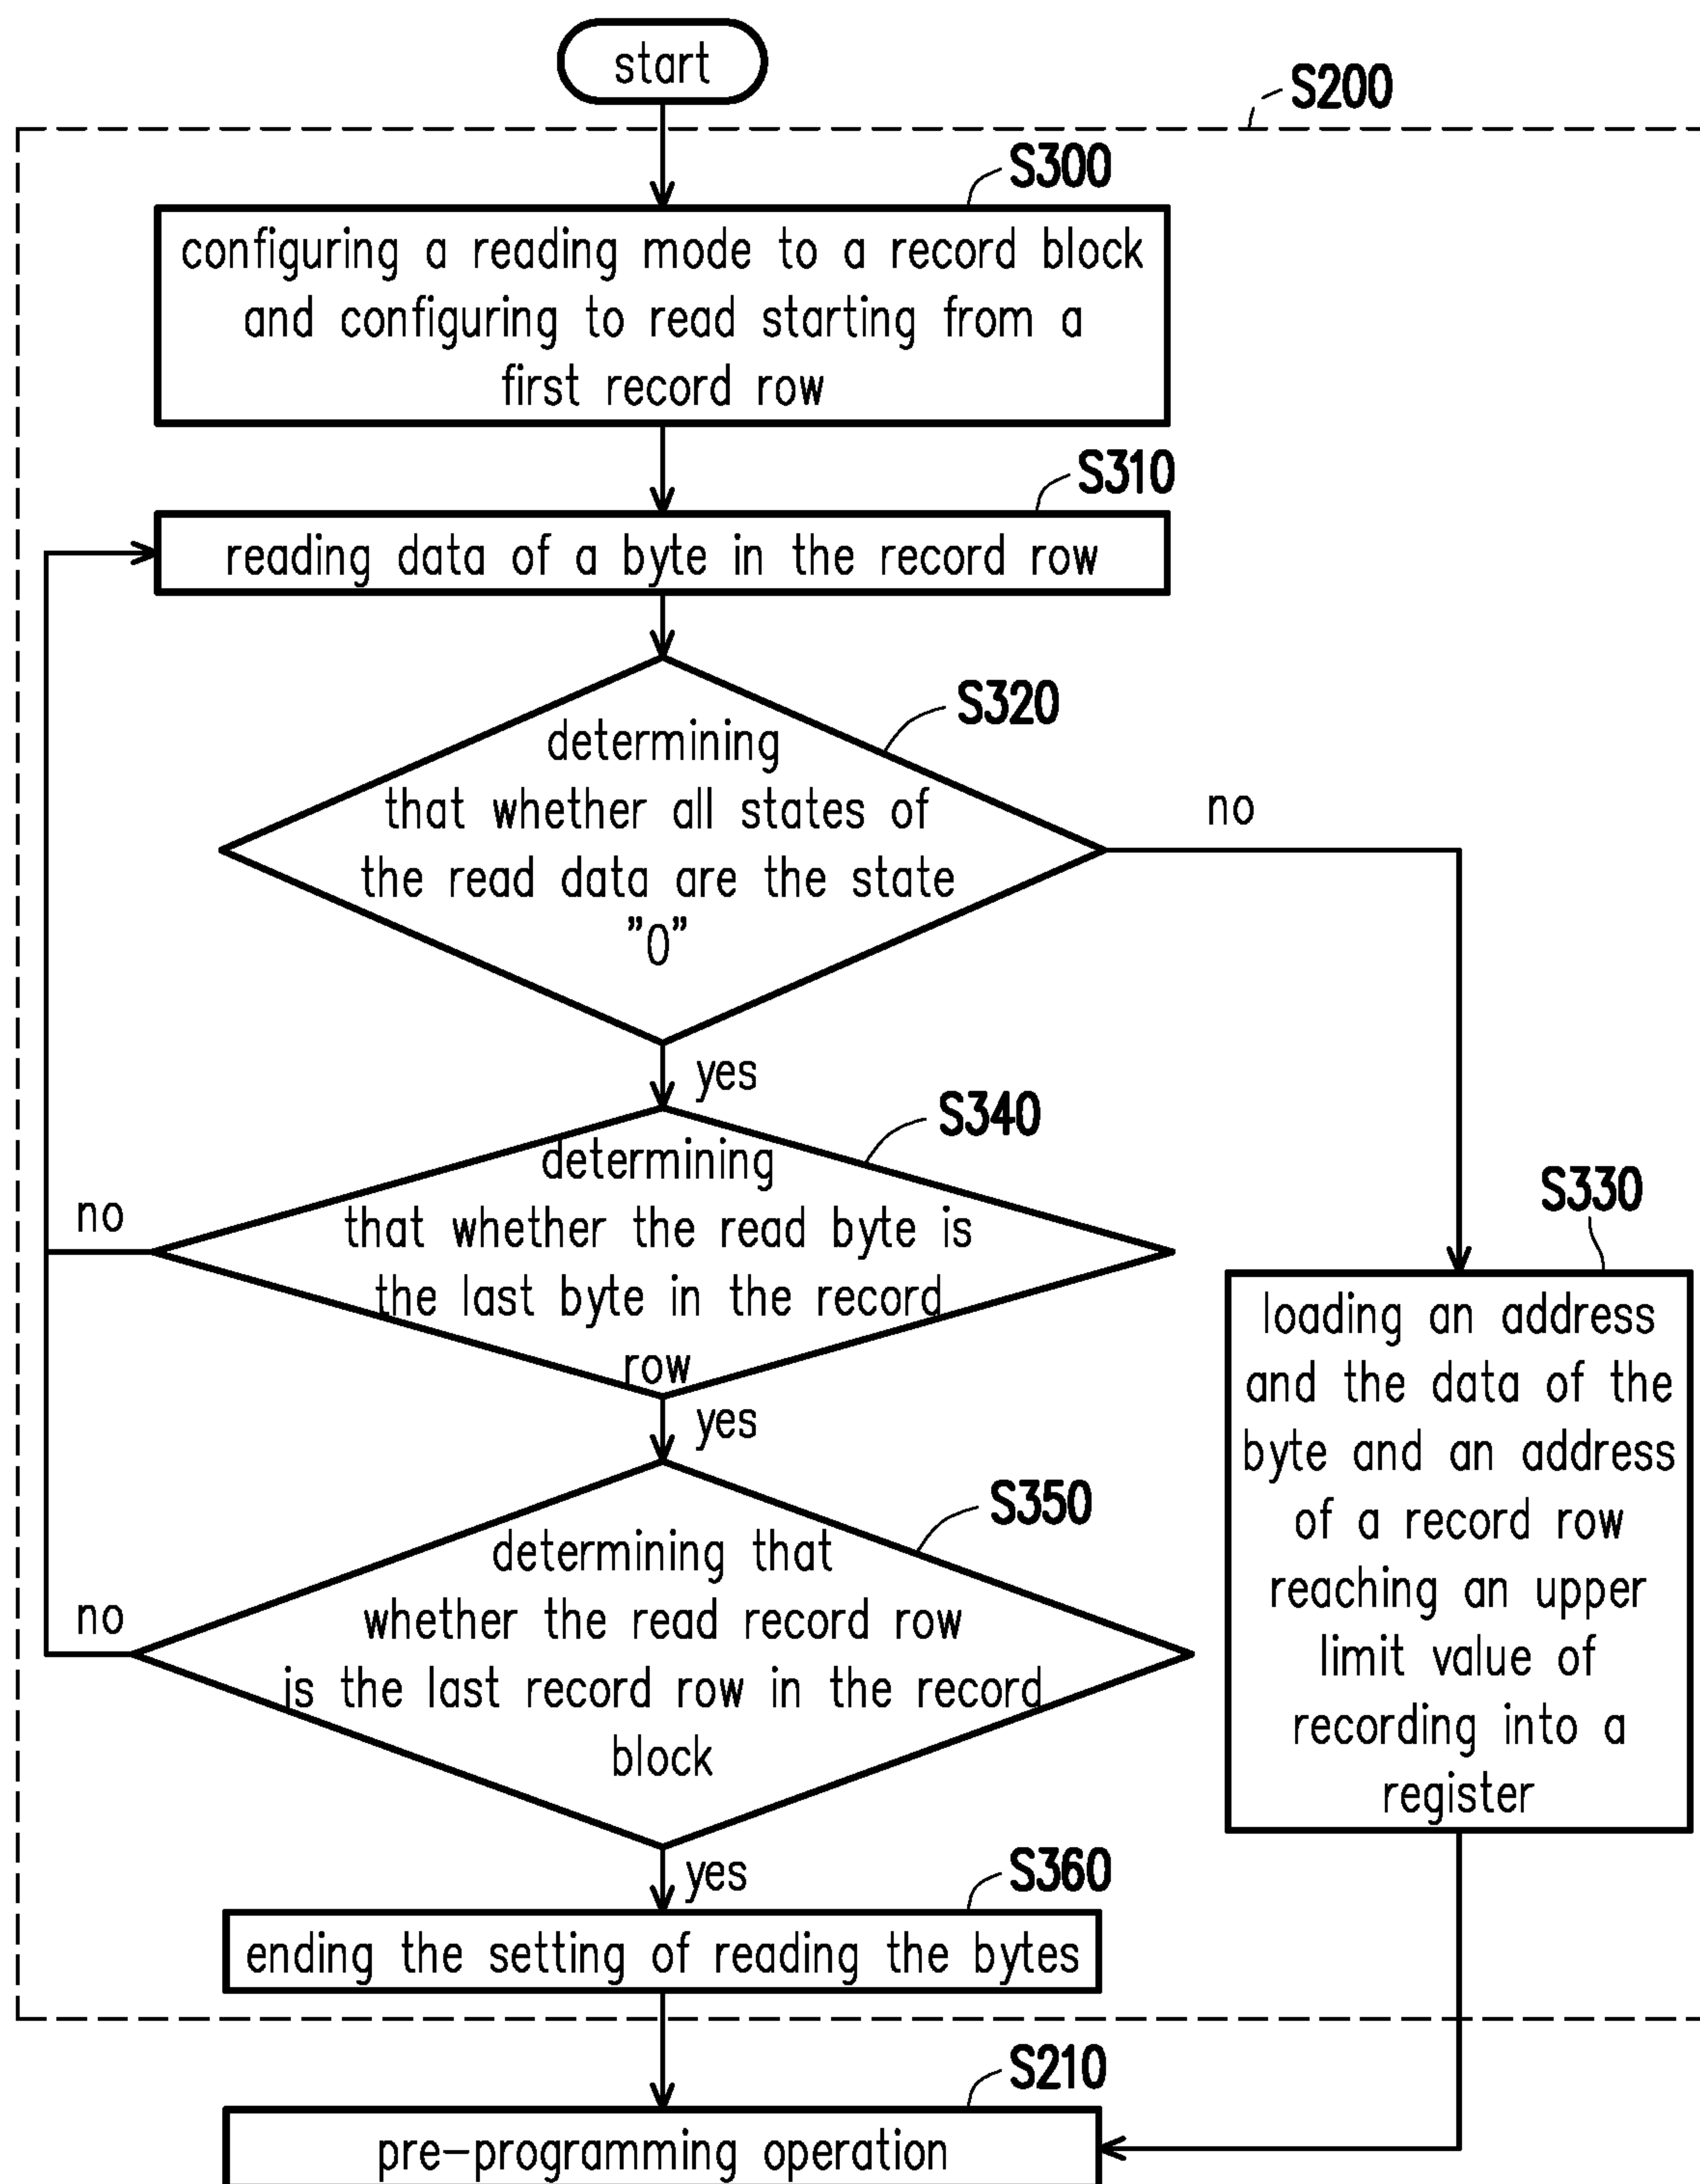 start
S200
S300
configuring a reading mode to a record block
and configuring to read starting from a
first record row
S310
reading data of a byte in the record row
S320
determining
that whether all states of
the read data are the state
"0"
no
yes
S340
determining
that whether the read byte is
the last byte in the record
row
no
yes
S330
loading an address
and the data of the
byte and an address
of a record row
reaching an upper
limit value of
recording into a
register
S350
determining that
whether the read record row
is the last record row in the record
block
no
yes
S360
ending the setting of reading the bytes
S210
pre-programming operation